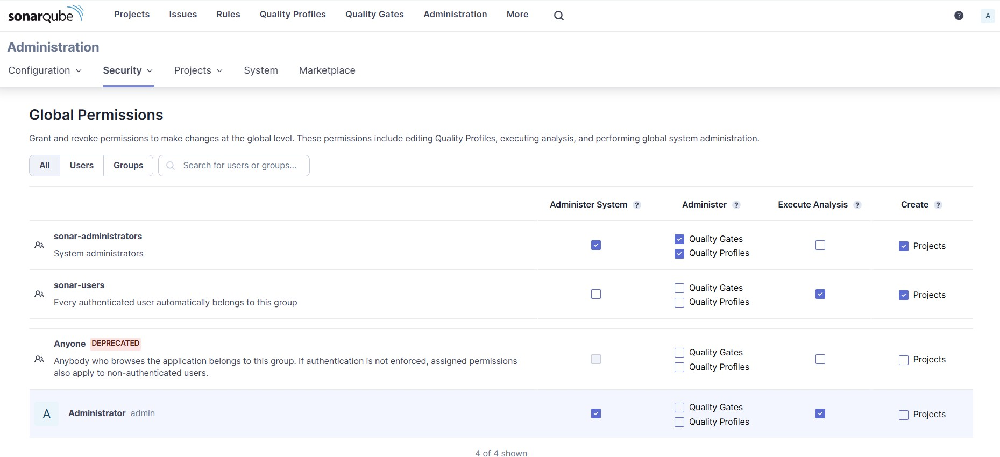 sonarqube Projects Issues Rules Quality Profiles Quality Gates Administration More ? A
Administration
Configuration Security Projects System Marketplace
Global Permissions
Grant and revoke permissions to make changes at the global level. These permissions include editing Quality Profiles, executing analysis, and performing global system administration.
All Users Groups Search for users or groups...
Administer System ? Administer ? Execute Analysis ? Create ?
sonar-administrators
System administrators
Quality Gates
Quality Profiles
Projects
sonar-users
Every authenticated user automatically belongs to this group
Quality Gates
Quality Profiles
Projects
Anyone DEPRECATED
Anybody who browses the application belongs to this group. If authentication is not enforced, assigned permissions
also apply to non-authenticated users.
Quality Gates
Quality Profiles
Projects
A Administrator admin
Quality Gates
Quality Profiles
Projects
4 of 4 shown